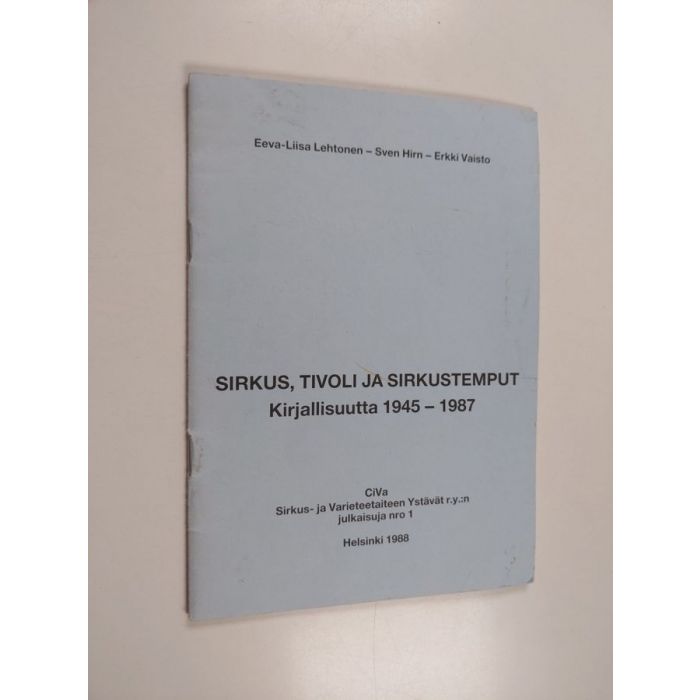 Eeva-Liisa Lehtonen – Sven Hirn – Erkki Vaisto
SIRKUS, TIVOLI JA SIRKUSTEMPUT
Kirjallisuutta 1945 – 1987
CiVa
Sirkus- ja Varieteetaiteen Ystävät r.y.:n
julkaisuja nro 1
Helsinki 1988